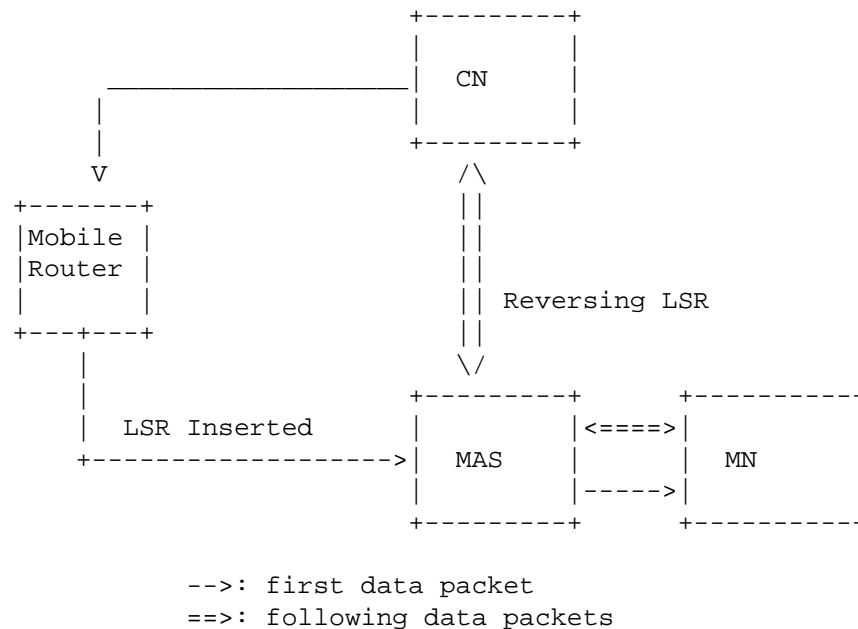 CN
Mobile
Router
Reversing LSR
LSR Inserted
MAS
MN
-->: first data packet
==>: following data packets